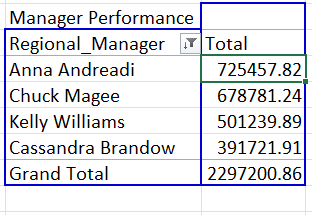 Manager Performance
Regional_Manager Total
Anna Andreadi 725457.82
Chuck Magee 678781.24
Kelly Williams 501239.89
Cassandra Brandow 391721.91
Grand Total 2297200.86